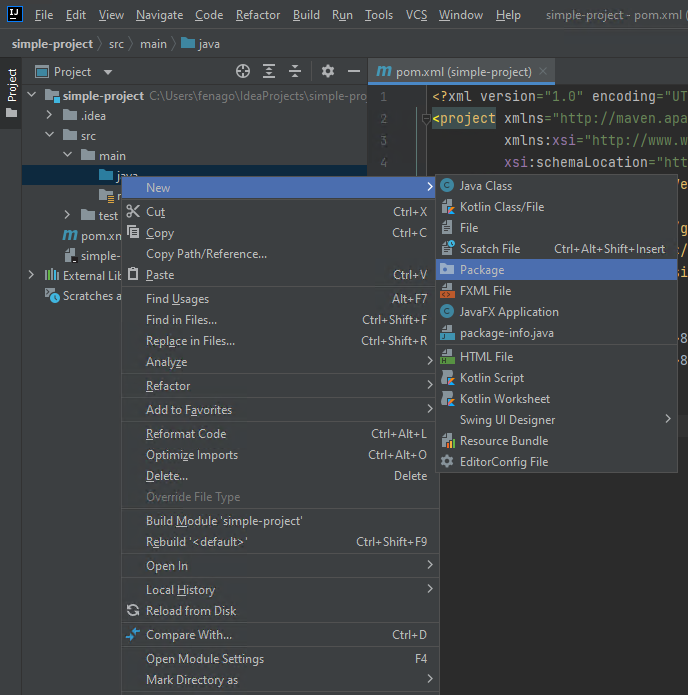 IJ File Edit View Navigate Code Refactor Build Run Tools VCS Window Help simple-project - pom.xml (
simple-project src main java
Project
Project
m pom.xml (simple-project)
simple-project C:\Users\fenago\IdeaProjects\simple-pro
.idea
src
main
java
test
m pom.xm
simple-
External Lib
Scratches a
1 <?xml version="1.0" encoding="UT
2 <project xmlns="http://maven.apa
3 xmlns:xsi="http://www.w
4 xsi:schemaLocation="htt
New
Cut Ctrl+X
Copy Ctrl+C
Copy Path/Reference...
Paste Ctrl+V
Find Usages Alt+F7
Find in Files... Ctrl+Shift+F
Replace in Files... Ctrl+Shift+R
Analyze
Refactor
Add to Favorites
Reformat Code Ctrl+Alt+L
Optimize Imports Ctrl+Alt+O
Delete... Delete
Override File Type
Build Module 'simple-project'
Rebuild '<default>' Ctrl+Shift+F9
Open In
Local History
Reload from Disk
Compare With... Ctrl+D
Open Module Settings F4
Mark Directory as
Java Class
Kotlin Class/File
File
Scratch File Ctrl+Alt+Shift+Insert
Package
FXML File
JavaFX Application
package-info.java
HTML File
Kotlin Script
Kotlin Worksheet
Swing UI Designer
Resource Bundle
EditorConfig File